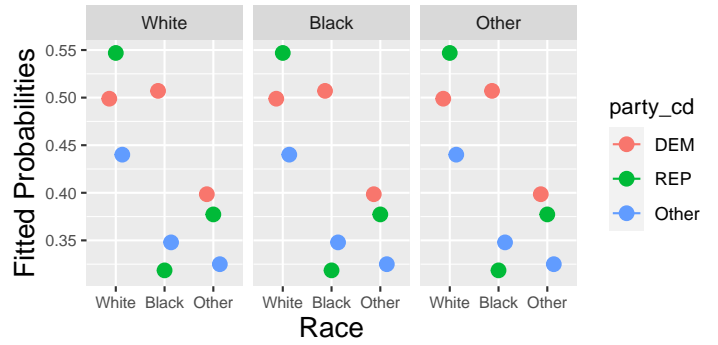 White Black Other
Fitted Probabilities
0.55
0.50
0.45
0.40
0.35
White Black Other White Black Other White Black Other
Race
party_cd
DEM
REP
Other